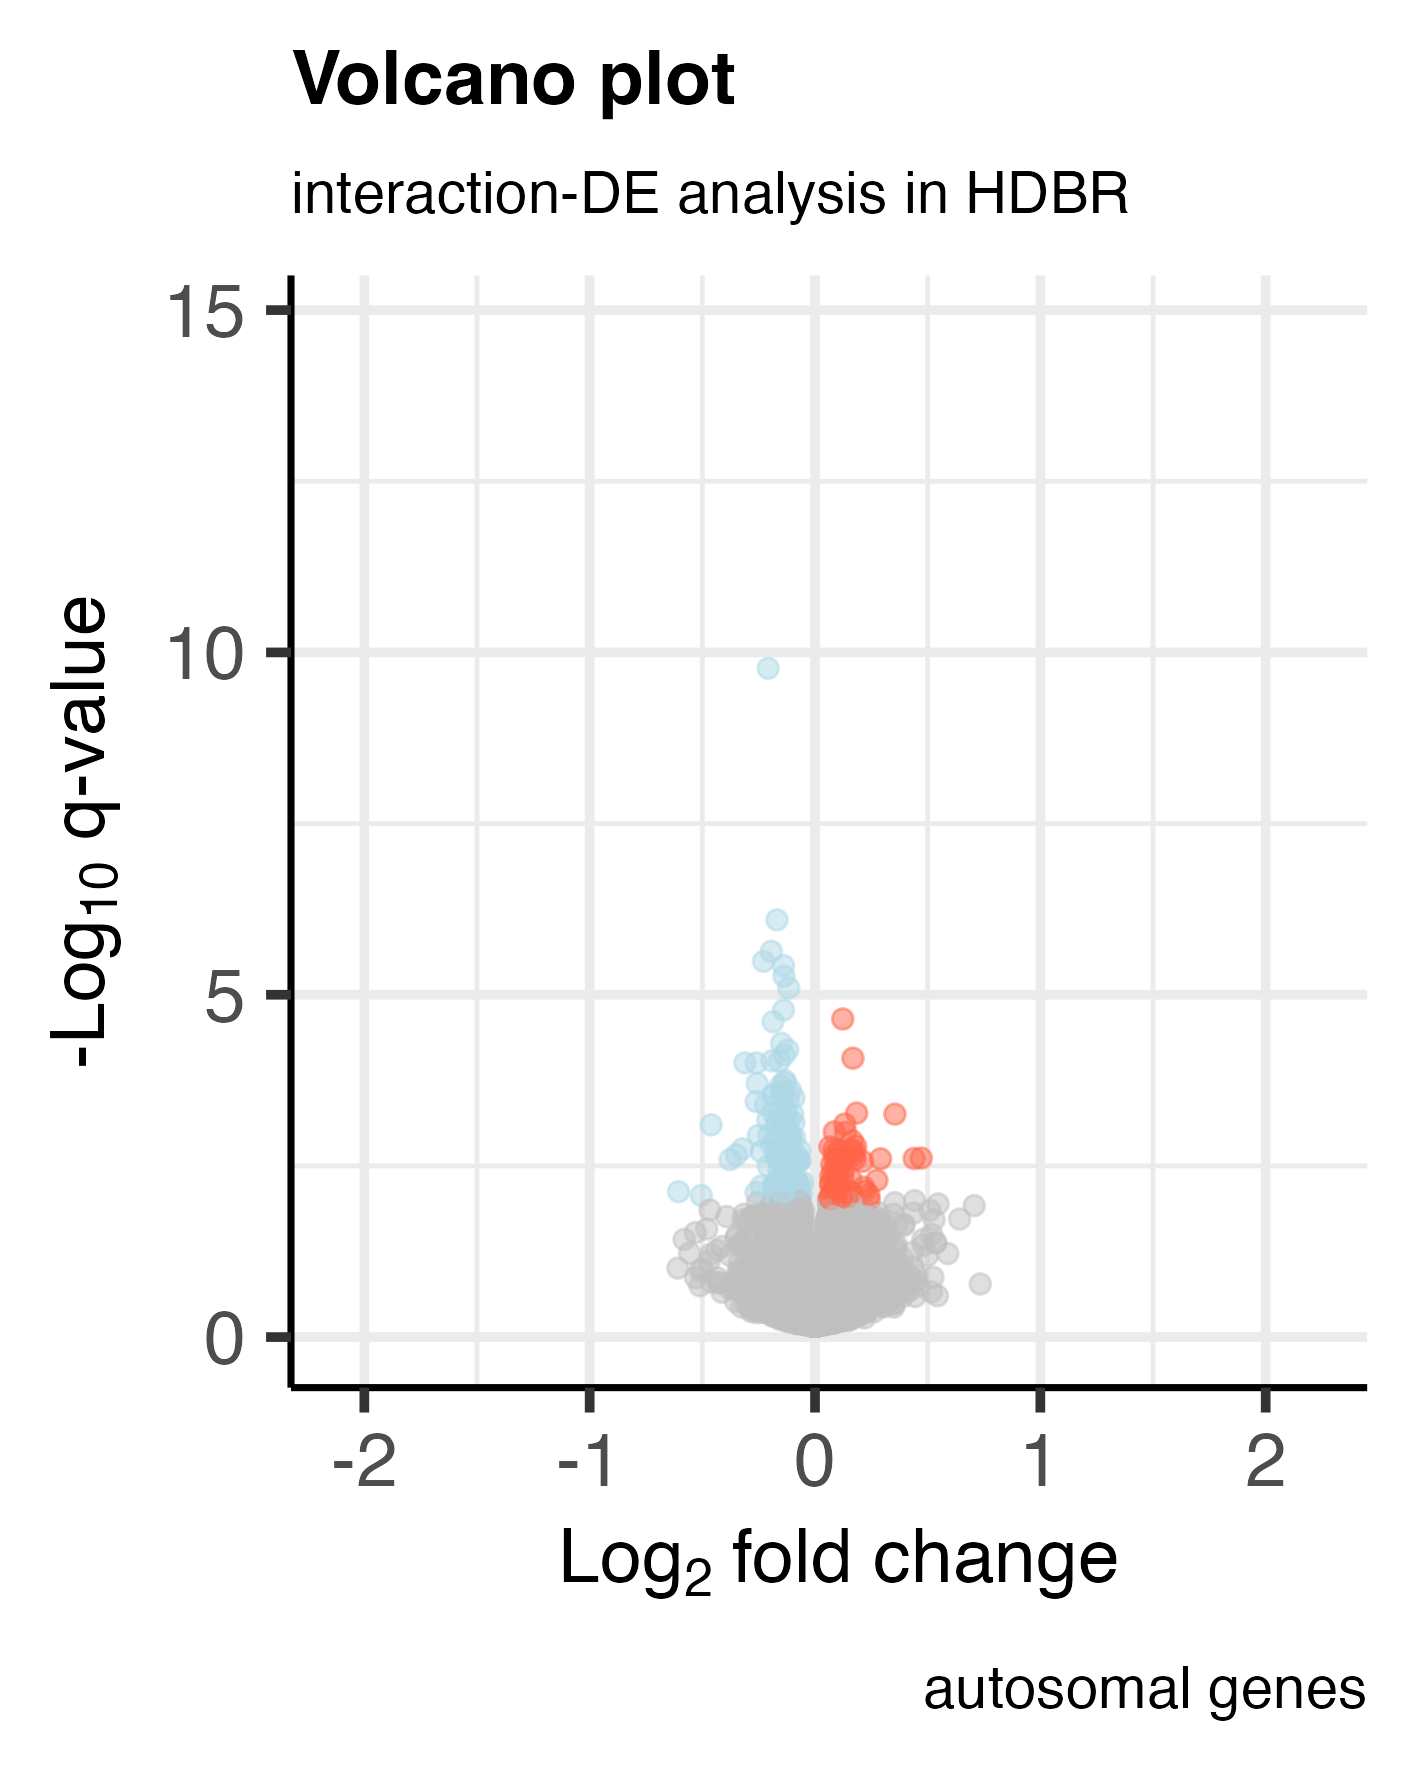 Volcano plot
interaction-DE analysis in HDBR
15
10
5
0
-Log10 q-value
-2 -1 0 1 2
Log2 fold change
autosomal genes